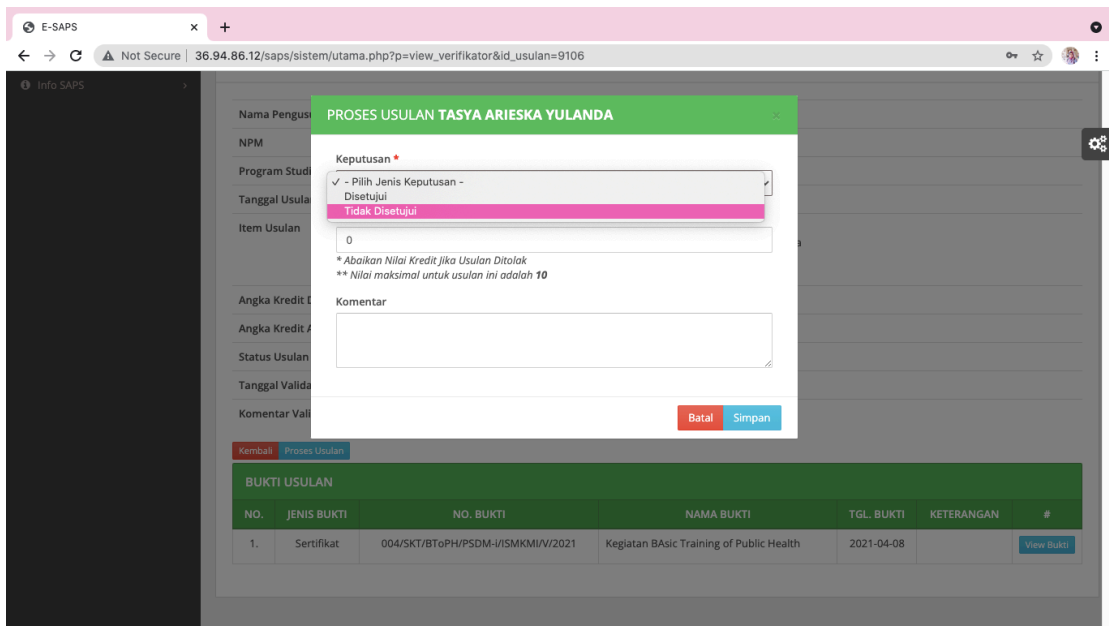 E-SAPS
Not Secure | 36.94.86.12/saps/sistem/utama.php?p=view_verifikator&id_usulan=9106
Info SAPS
PROSES USULAN TASYA ARIESKA YULANDA
Nama Pengus
NPM
Program Studi
Tanggal Usula
Item Usulan
Angka Kredit D
Angka Kredit A
Status Usulan
Tanggal Valida
Komentar Vali
Keputusan *
- Pilih Jenis Keputusan -
Disetujui
Tidak Disetujui
0
* Abaikan Nilai Kredit Jika Usulan Ditolak
** Nilai maksimal untuk usulan ini adalah 10
Komentar
Batal Simpan
Kembali Proses Usulan
BUKTI USULAN
NO. JENIS BUKTI NO. BUKTI NAMA BUKTI TGL. BUKTI KETERANGAN #
1. Sertifikat 004/SKT/BToPH/PSDM-i/ISMKMI/V/2021 Kegiatan BAsic Training of Public Health 2021-04-08 View Bukti